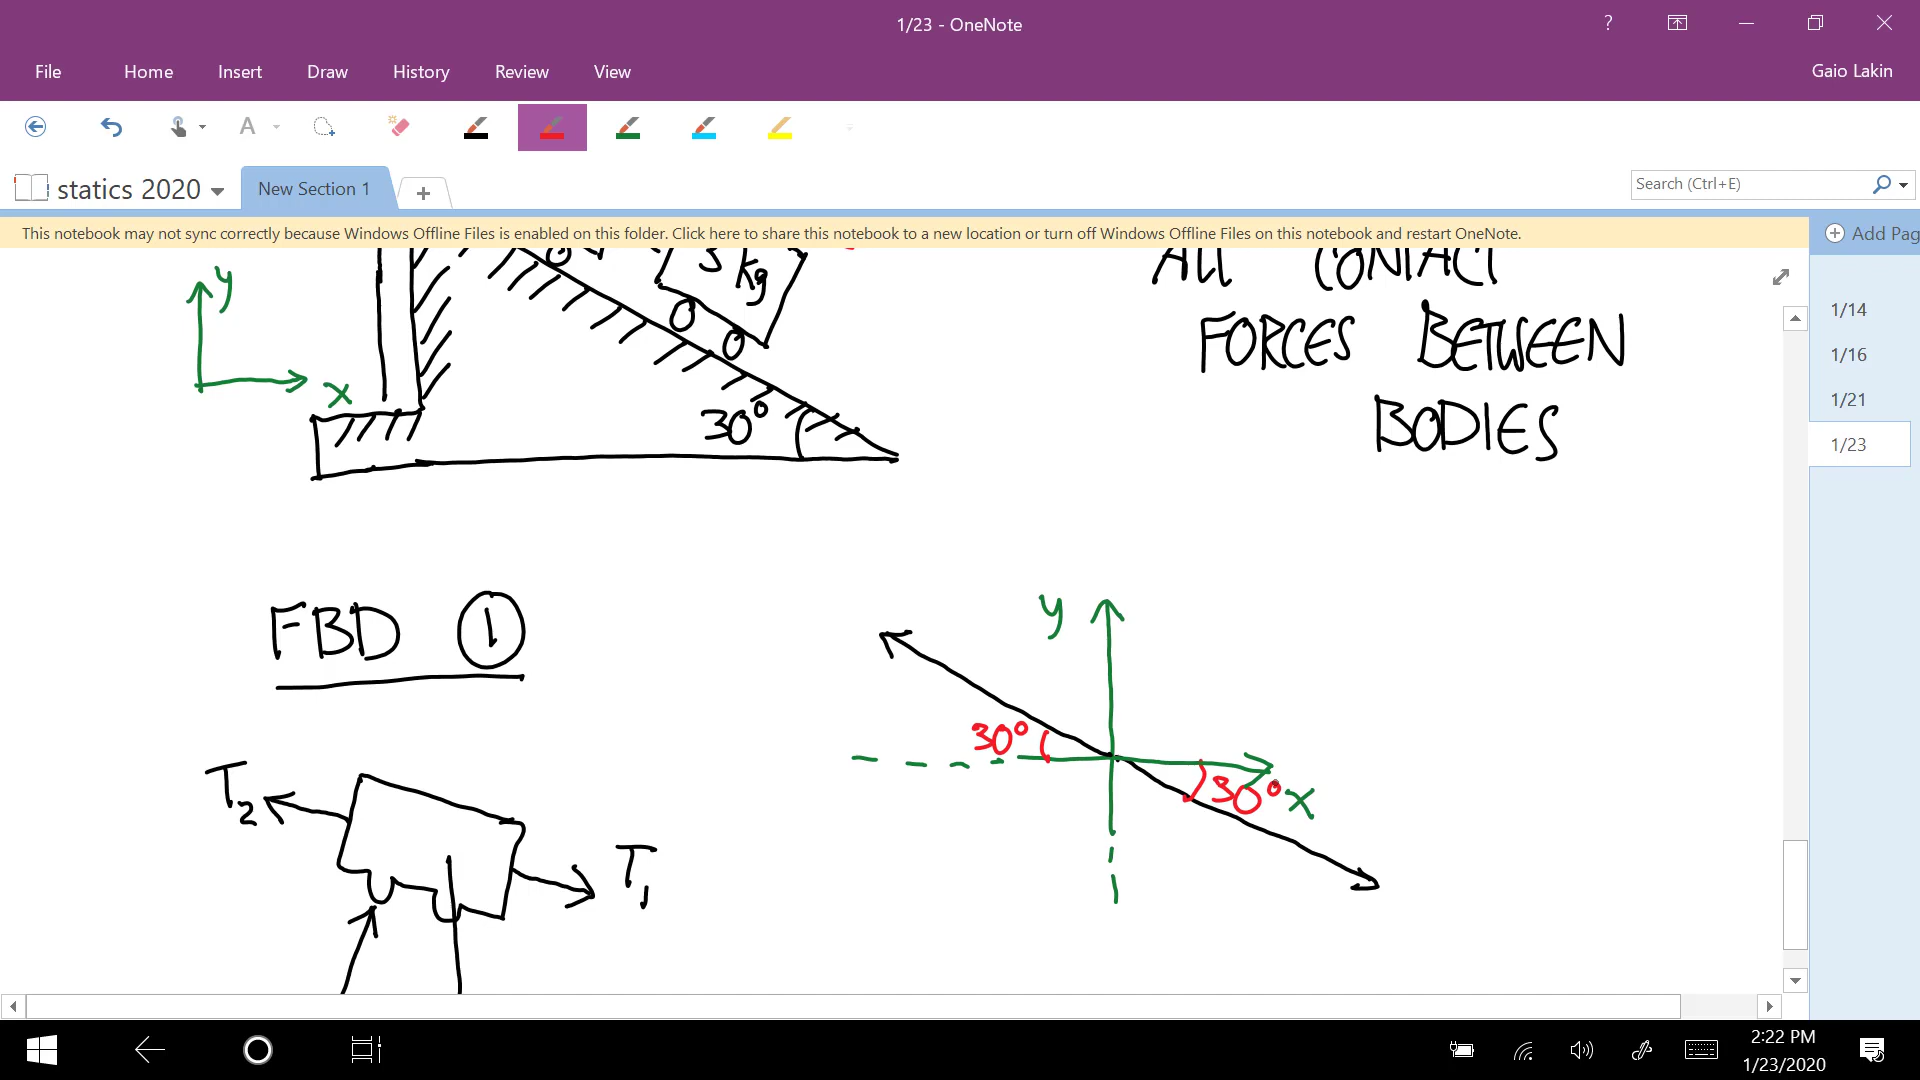 1/23 - OneNote
?
File Home Insert Draw History Review View
Gaio Lakin
A
statics 2020
New Section 1
+
Search (Ctrl+E)
This notebook may not sync correctly because Windows Offline Files is enabled on this folder. Click here to share this notebook to a new location or turn off Windows Offline Files on this notebook and restart OneNote.
Add Pag
1/14
1/16
1/21
1/23
y
x
kg
30°
ALL CONTACT
FORCES BETWEEN
BODIES
FBD ①
T2
T1
y
30°
30° x
2:22 PM
1/23/2020